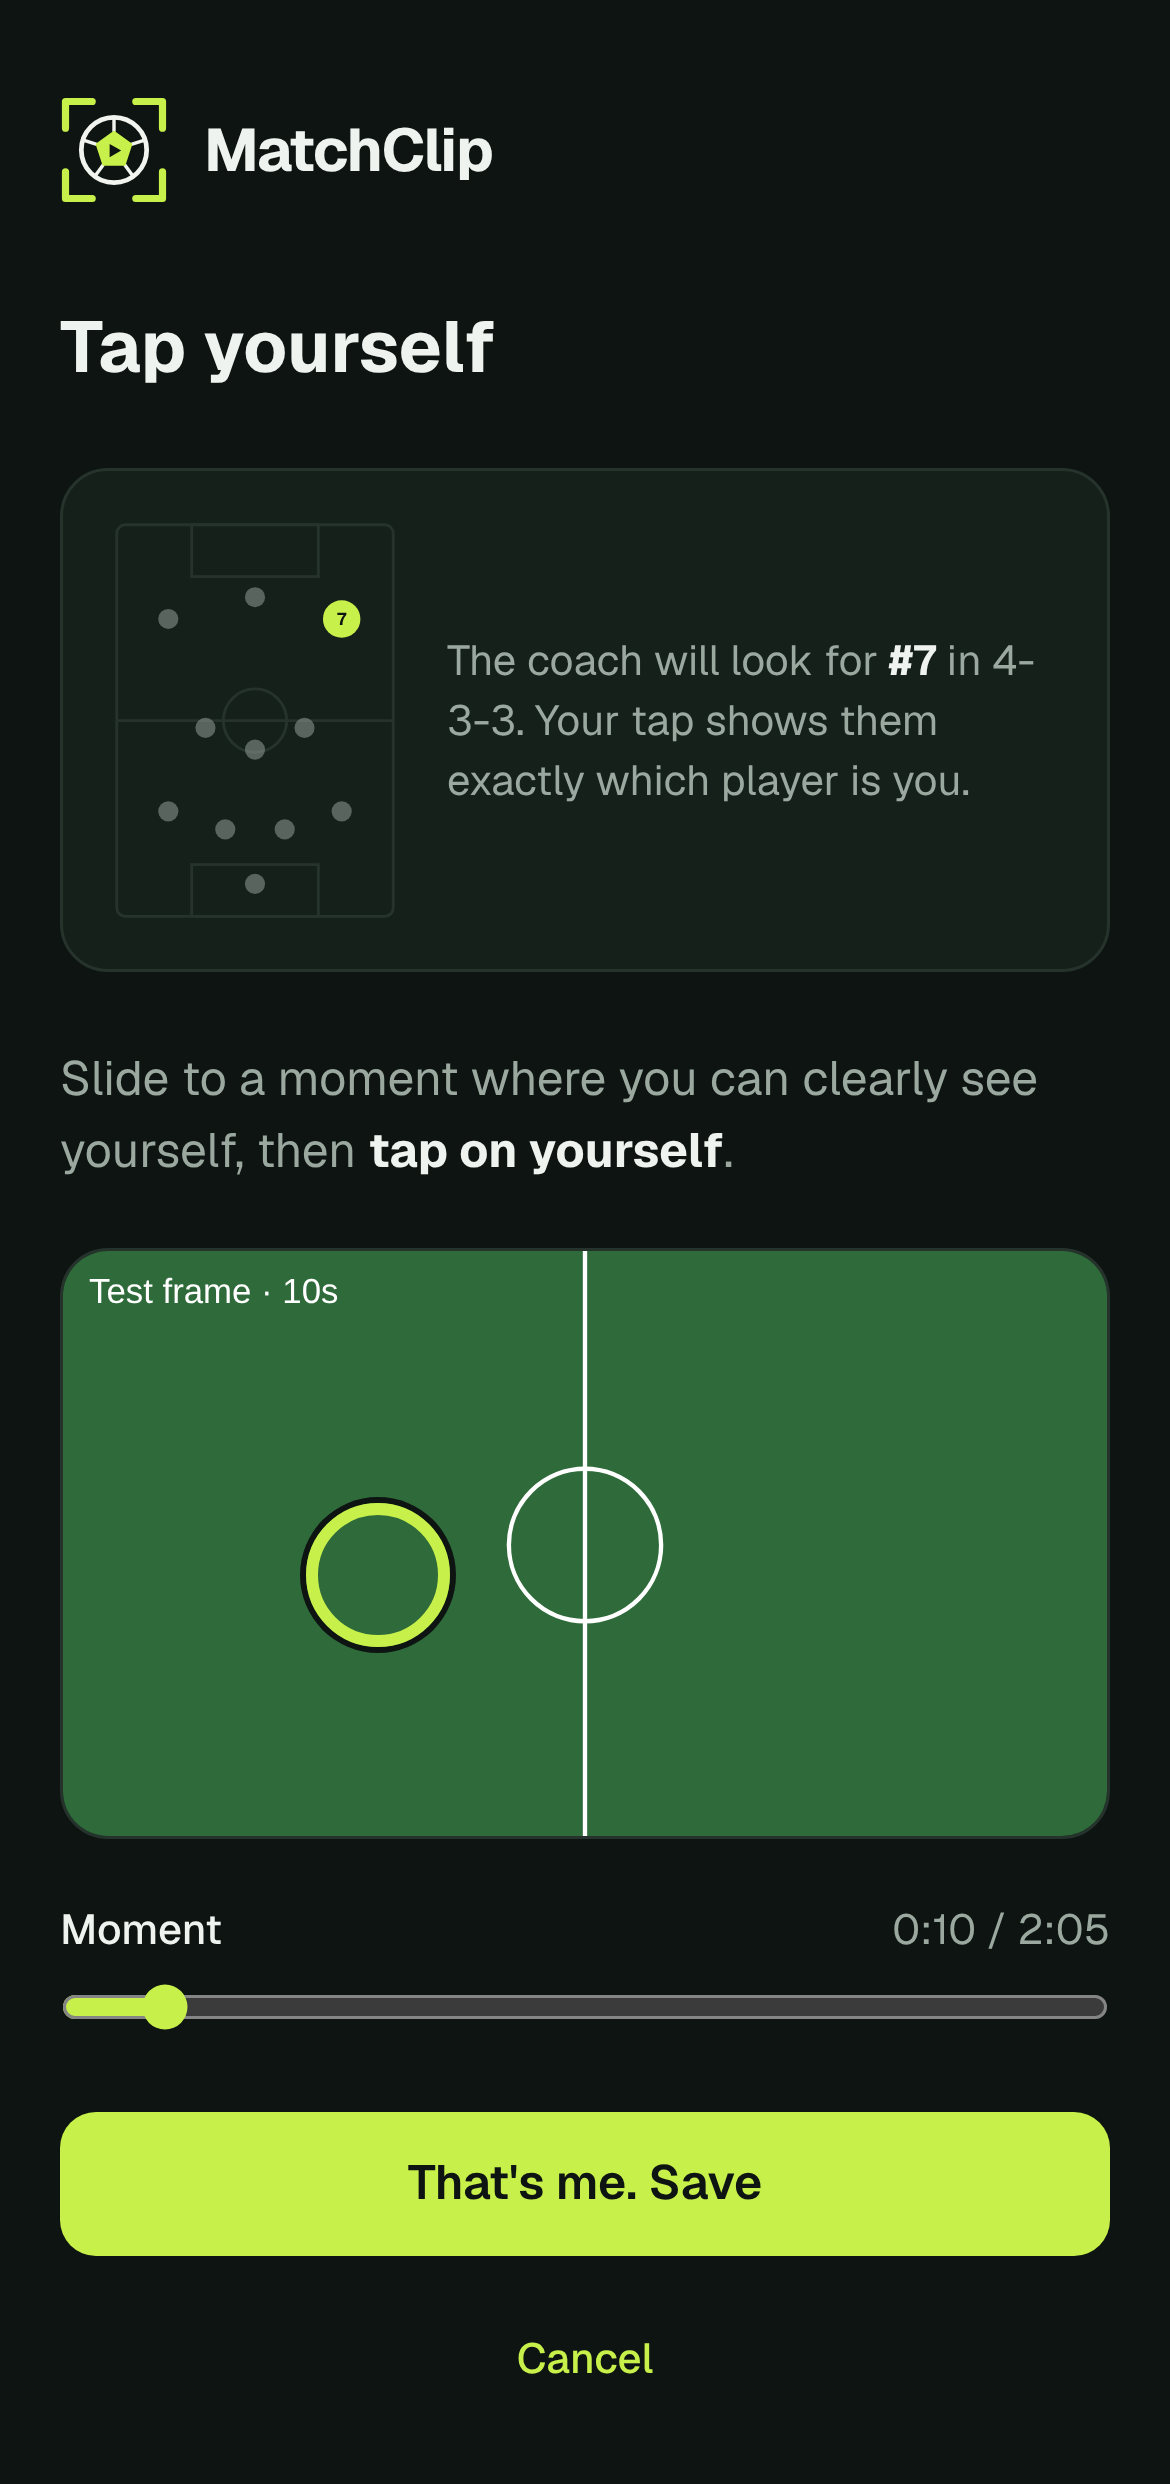 MatchClip
Tap yourself
7
The coach will look for #7 in 4-
3-3. Your tap shows them
exactly which player is you.
Slide to a moment where you can clearly see
yourself, then tap on yourself.
Test frame · 10s
Moment
0:10 / 2:05
That's me. Save
Cancel